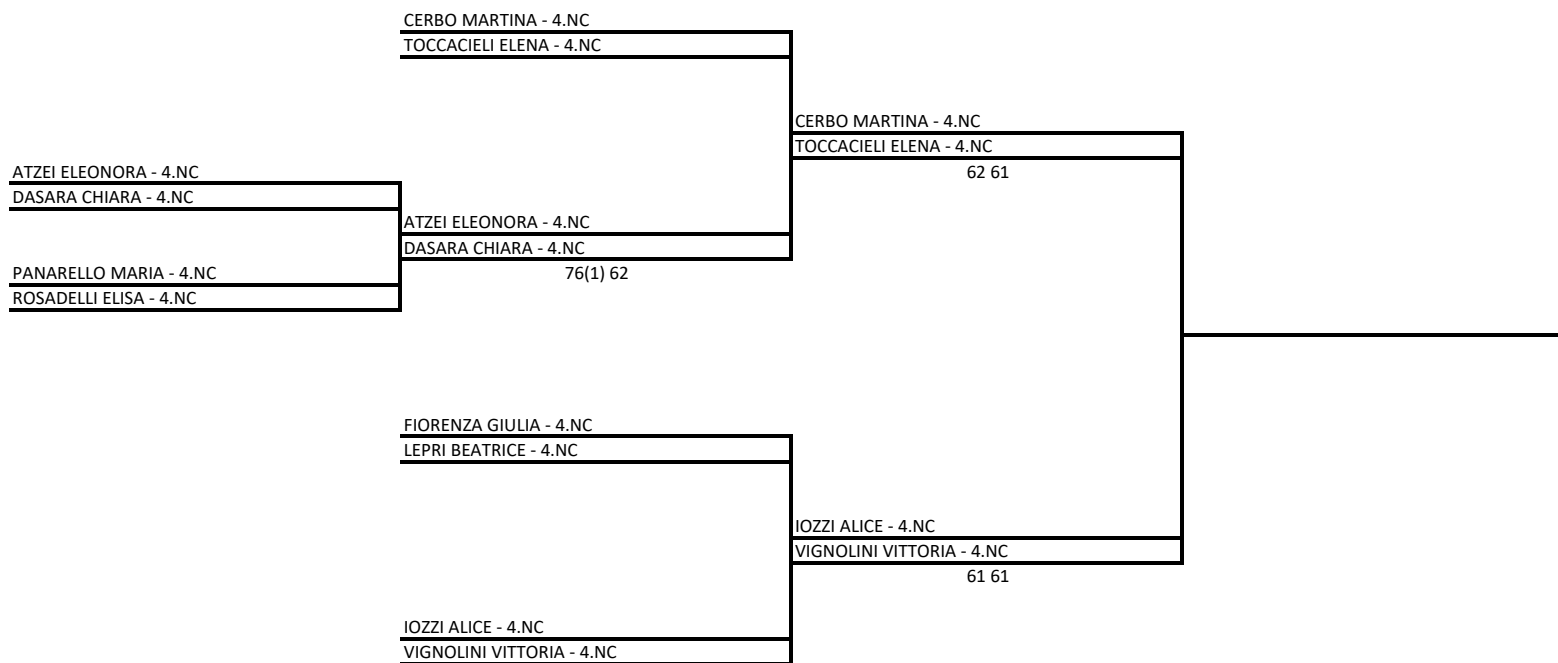 CERBO MARTINA - 4.NC
TOCCACIELI ELENA - 4.NC
CERBO MARTINA - 4.NC
TOCCACIELI ELENA - 4.NC
62 61
ATZEI ELEONORA - 4.NC
DASARA CHIARA - 4.NC
ATZEI ELEONORA - 4.NC
DASARA CHIARA - 4.NC
76(1) 62
PANARELLO MARIA - 4.NC
ROSADELLI ELISA - 4.NC
FIORENZA GIULIA - 4.NC
LEPRI BEATRICE - 4.NC
IOZZI ALICE - 4.NC
VIGNOLINI VITTORIA - 4.NC
61 61
IOZZI ALICE - 4.NC
VIGNOLINI VITTORIA - 4.NC